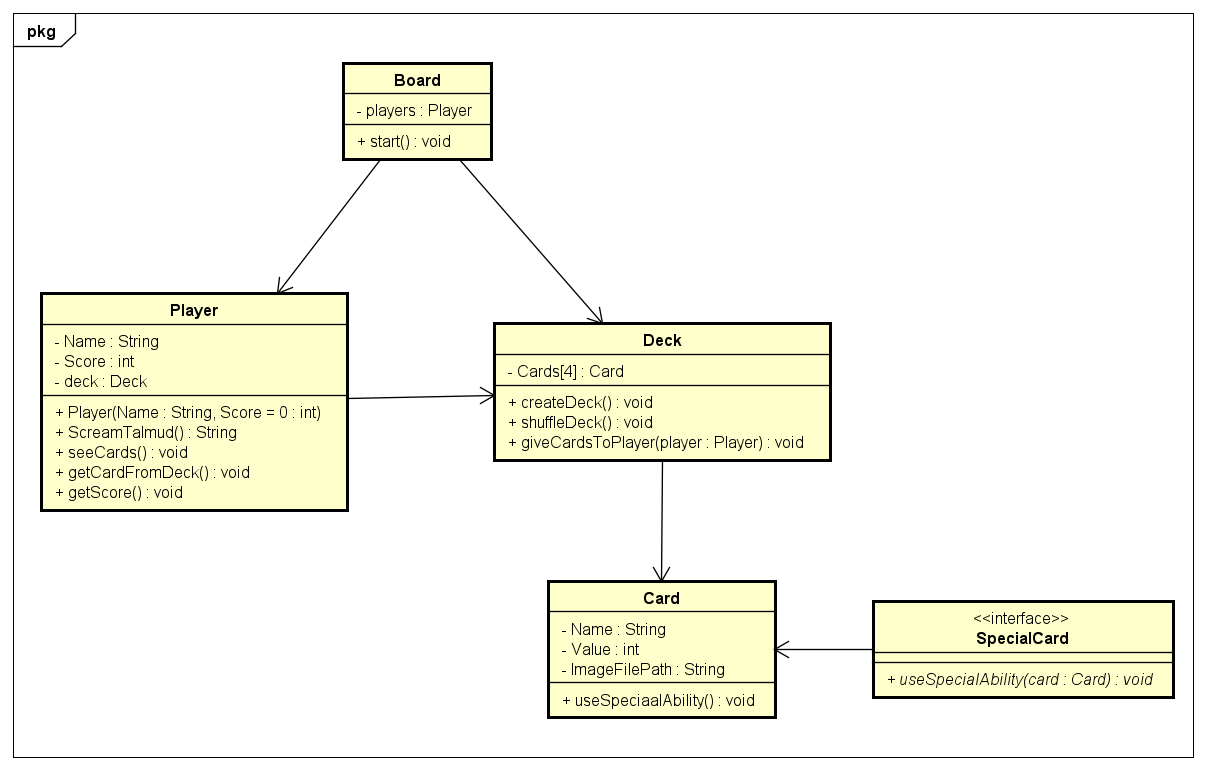 pkg
Board
- players : Player
+ start() : void
Player
- Name : String
- Score : int
- deck : Deck
+ Player(Name : String, Score = 0 : int)
+ ScreamTalmud() : String
+ seeCards() : void
+ getCardFromDeck() : void
+ getScore() : void
Deck
- Cards[4] : Card
+ createDeck() : void
+ shuffleDeck() : void
+ giveCardsToPlayer(player : Player) : void
Card
- Name : String
- Value : int
- ImageFilePath : String
+ useSpeciaalAbility() : void
<<interface>>
SpecialCard
+ useSpecialAbility(card : Card) : void